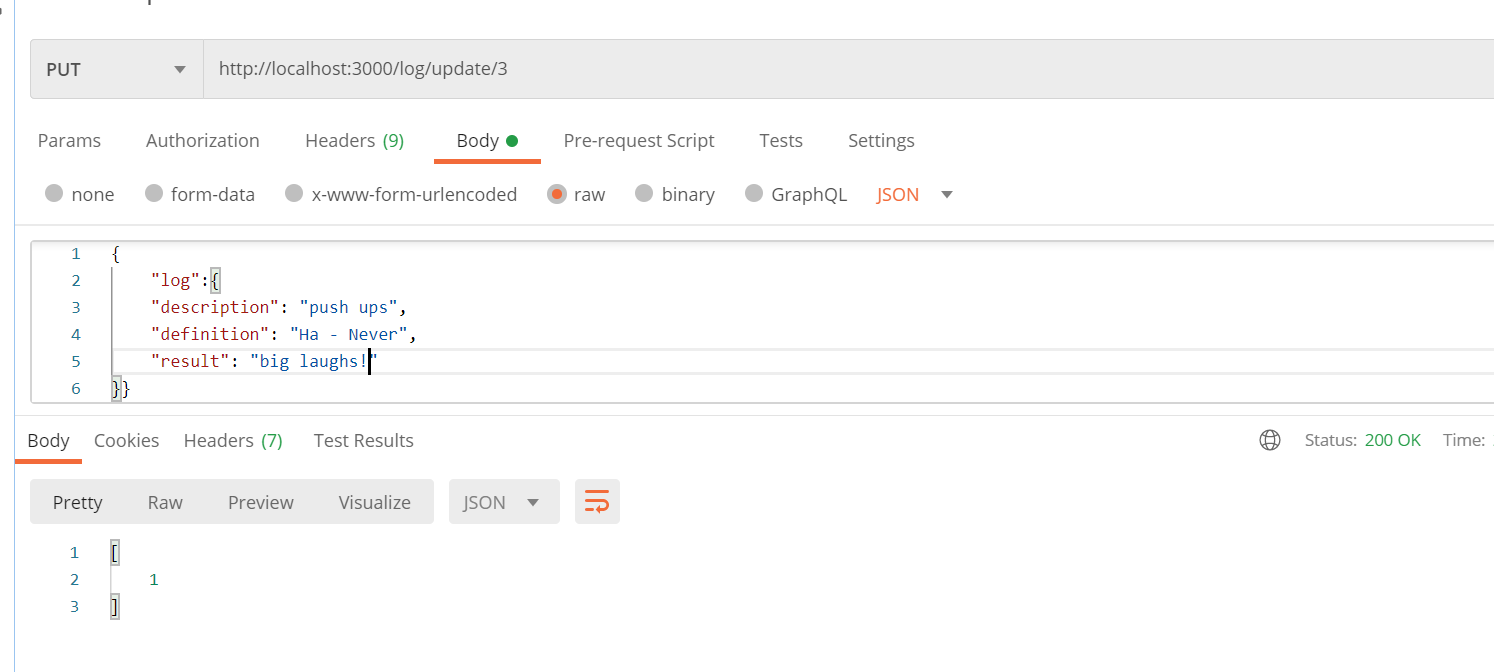 PUT http://localhost:3000/log/update/3
Params Authorization Headers (9) Body Pre-request Script Tests Settings
none form-data x-www-form-urlencoded raw binary GraphQL JSON
1 {
2 "log":{
3 "description": "push ups",
4 "definition": "Ha - Never",
5 "result": "big laughs!"
6 }}
Body Cookies Headers (7) Test Results Status: 200 OK Time:
Pretty Raw Preview Visualize JSON
1 [
2 1
3 ]